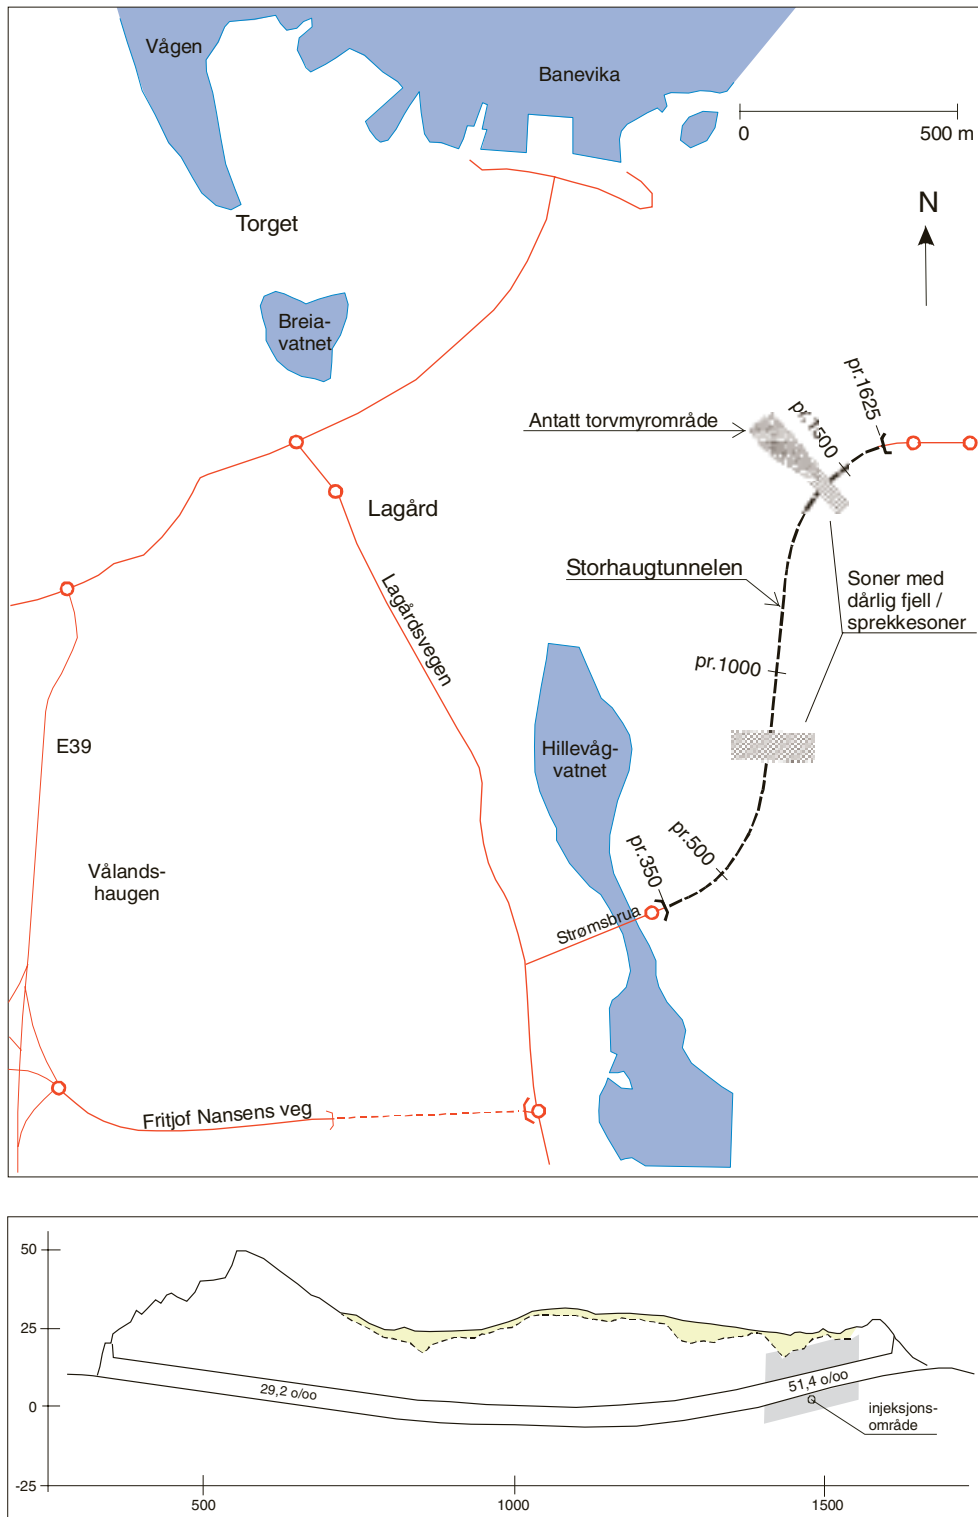 Vågen
Banevika
0
500 m
Torget
N
Breia-
vatnet
pr.1625
pr.1500
Antatt torvmyrområde
Lagård
Storhaugtunnelen
Soner med
dårlig fjell /
sprekkesoner
Lagårdsvegen
pr.1000
E39
Hillevåg-
vatnet
pr.500
pr.350
Vålands-
haugen
Strømsbrua
Fritjof Nansens veg
50
25
29,2 o/oo
51,4 o/oo
0
injeksjons-
område
-25
500
1000
1500